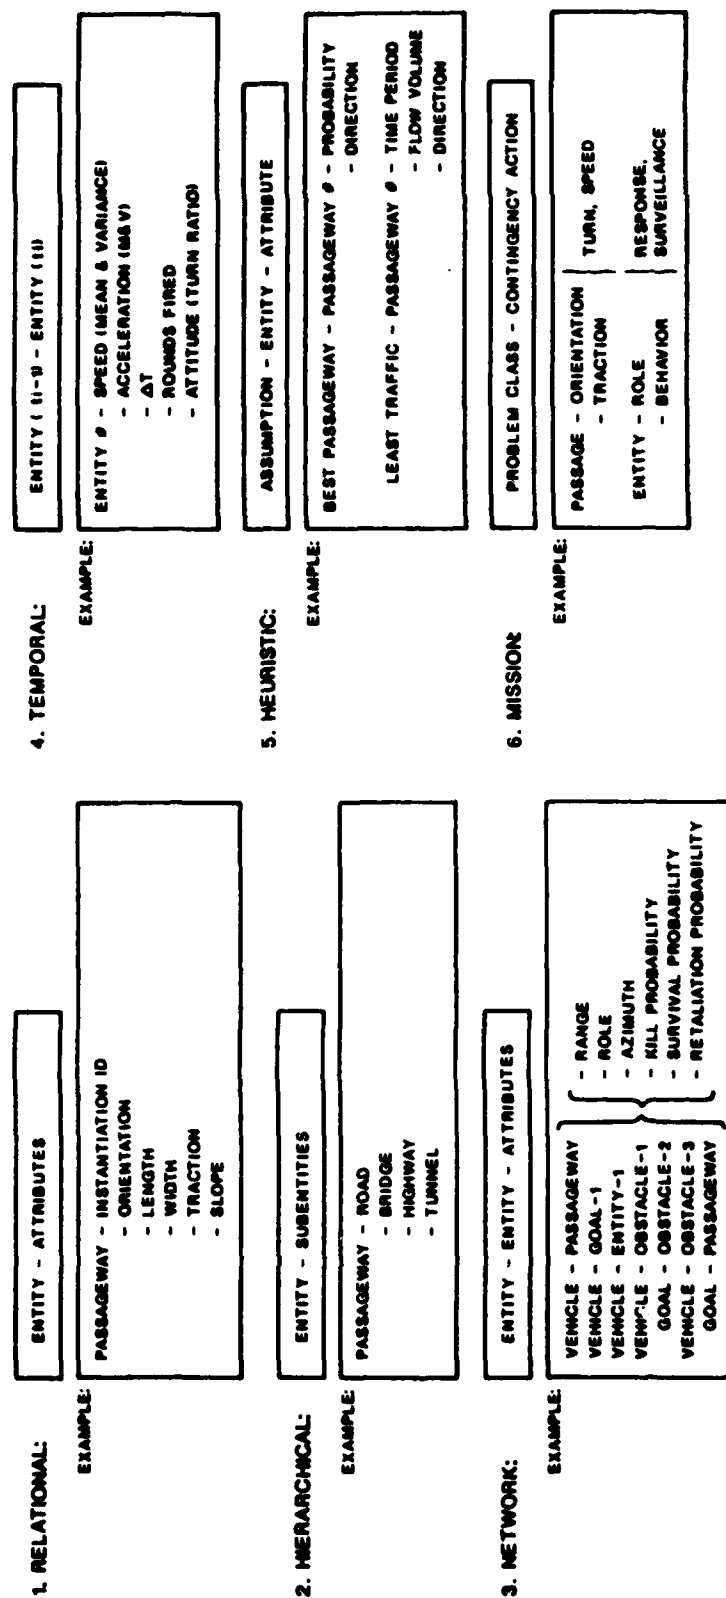 1. RELATIONAL:
ENTITY - ATTRIBUTES
EXAMPLE:
PASSAGEWAY - INSTANTIATION ID
- ORIENTATION
- LENGTH
- WIDTH
- TRACTION
- SLOPE
2. HIERARCHICAL:
ENTITY - SUBENTITIES
EXAMPLE:
PASSAGEWAY - ROAD
- BRIDGE
- HIGHWAY
- TUNNEL
3. NETWORK:
ENTITY - ENTITY - ATTRIBUTES
EXAMPLE:
VEHICLE - PASSAGEWAY
VEHICLE - GOAL-1
VEHICLE - ENTITY-1
VEHICLE - OBSTACLE-1
GOAL - OBSTACLE-2
VEHICLE - OBSTACLE-3
GOAL - PASSAGEWAY
- RANGE
- ROLE
- AZIMUTH
- KILL PROBABILITY
- SURVIVAL PROBABILITY
- RETALIATION PROBABILITY
4. TEMPORAL:
ENTITY (ti-1) - ENTITY (ti)
EXAMPLE:
ENTITY # - SPEED (MEAN & VARIANCE)
- ACCELERATION (M&V)
- ΔT
- ROUNDS FIRED
- ATTITUDE (TURN RATIO)
5. HEURISTIC:
ASSUMPTION - ENTITY - ATTRIBUTE
EXAMPLE:
BEST PASSAGEWAY - PASSAGEWAY # - PROBABILITY
- DIRECTION
LEAST TRAFFIC - PASSAGEWAY # - TIME PERIOD
- FLOW VOLUME
- DIRECTION
6. MISSION:
PROBLEM CLASS - CONTINGENCY ACTION
EXAMPLE:
PASSAGE - ORIENTATION
- TRACTION
TURN, SPEED
ENTITY - ROLE
- BEHAVIOR
RESPONSE,
SURVEILLANCE